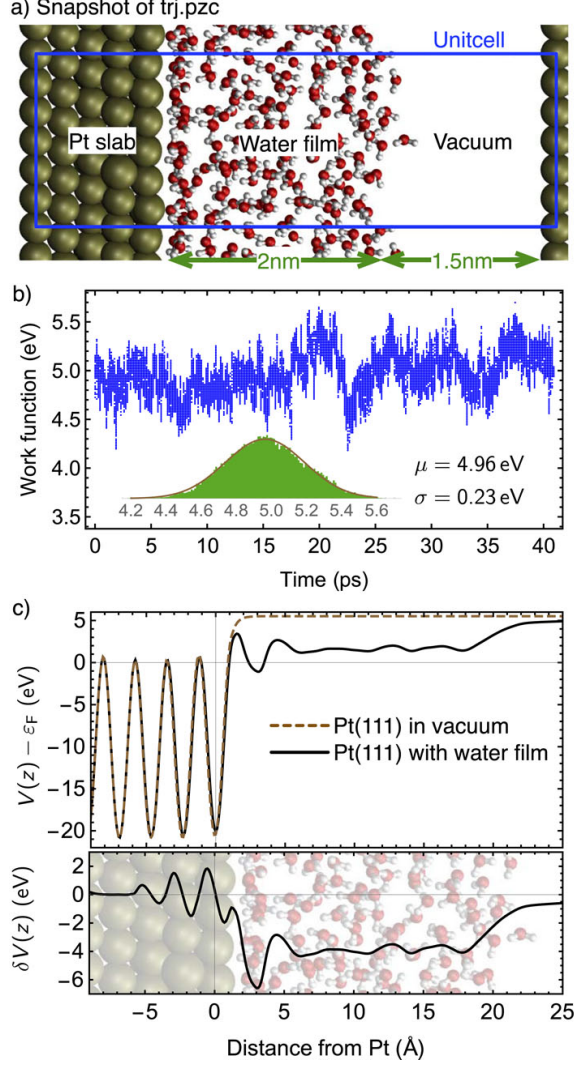 a) Snapshot of trj.pzc
Unitcell
Pt slab
Water film
Vacuum
2nm
1.5nm
b)
5.5
5.0
4.5
4.0
3.5
Work function (eV)
μ = 4.96 eV
σ = 0.23 eV
4.2 4.4 4.6 4.8 5.0 5.2 5.4 5.6
0 5 10 15 20 25 30 35 40
Time (ps)
c)
5
0
−5
−10
−15
−20
V(z) − εF (eV)
Pt(111) in vacuum
Pt(111) with water film
2
0
−2
−4
−6
δV(z) (eV)
−5 0 5 10 15 20 25
Distance from Pt (Å)